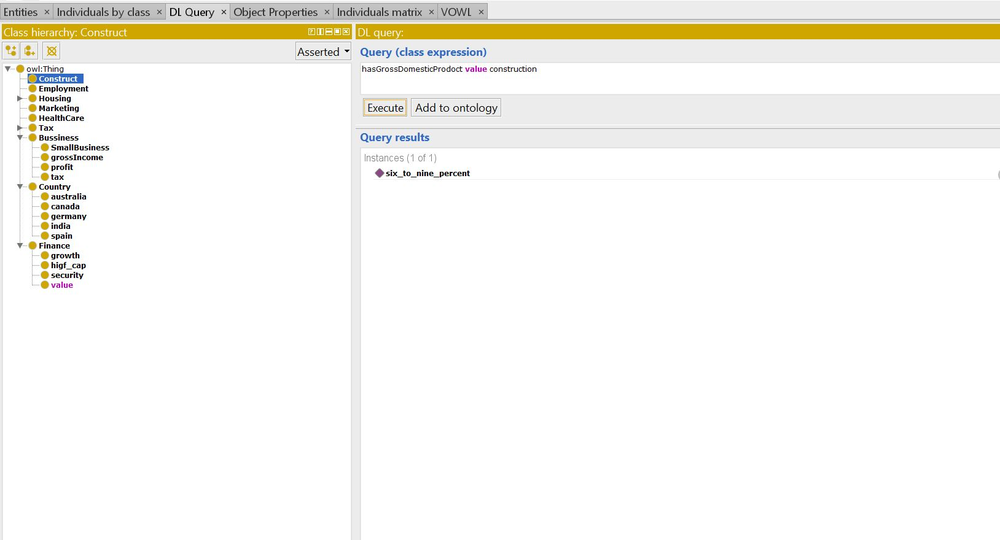 Entities × Individuals by class × DL Query × Object Properties × Individuals matrix × VOWL ×
Class hierarchy: Construct
Asserted
owl:Thing
Construct
Employment
Housing
Marketing
HealthCare
Tax
Bussiness
SmallBusiness
grossIncome
profit
tax
Country
australia
canada
germany
india
spain
Finance
growth
higf_cap
security
value
DL query:
Query (class expression)
hasGrossDomesticProdoct value construction
Execute Add to ontology
Query results
Instances (1 of 1)
six_to_nine_percent